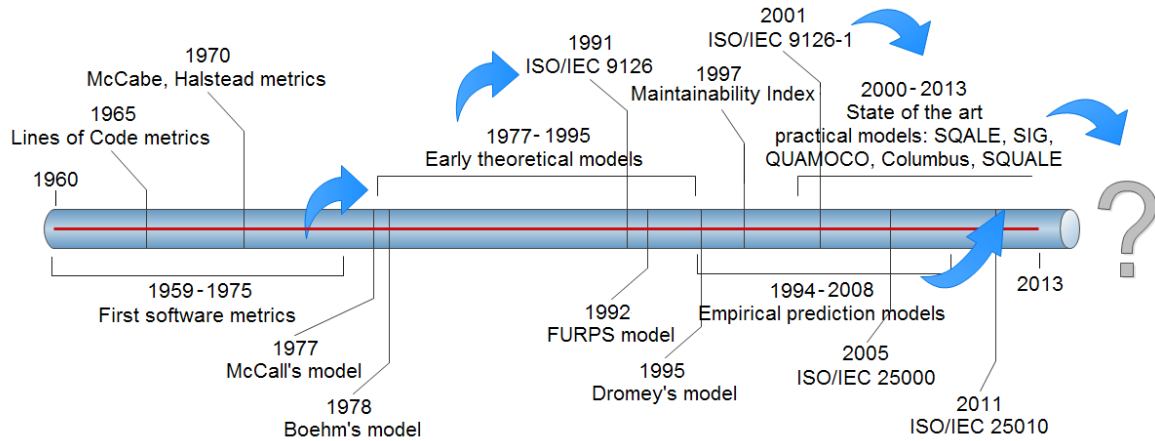 1960
1965
Lines of Code metrics
1970
McCabe, Halstead metrics
1977-1995
Early theoretical models
1991
ISO/IEC 9126
1997
Maintainability Index
2001
ISO/IEC 9126-1
2000-2013
State of the art
practical models: SQALE, SIG,
QUAMOCO, Columbus, SQUALE
?
1959-1975
First software metrics
1977
McCall's model
1978
Boehm's model
1992
FURPS model
1995
Dromey's model
1994-2008
Empirical prediction models
2005
ISO/IEC 25000
2011
ISO/IEC 25010
2013